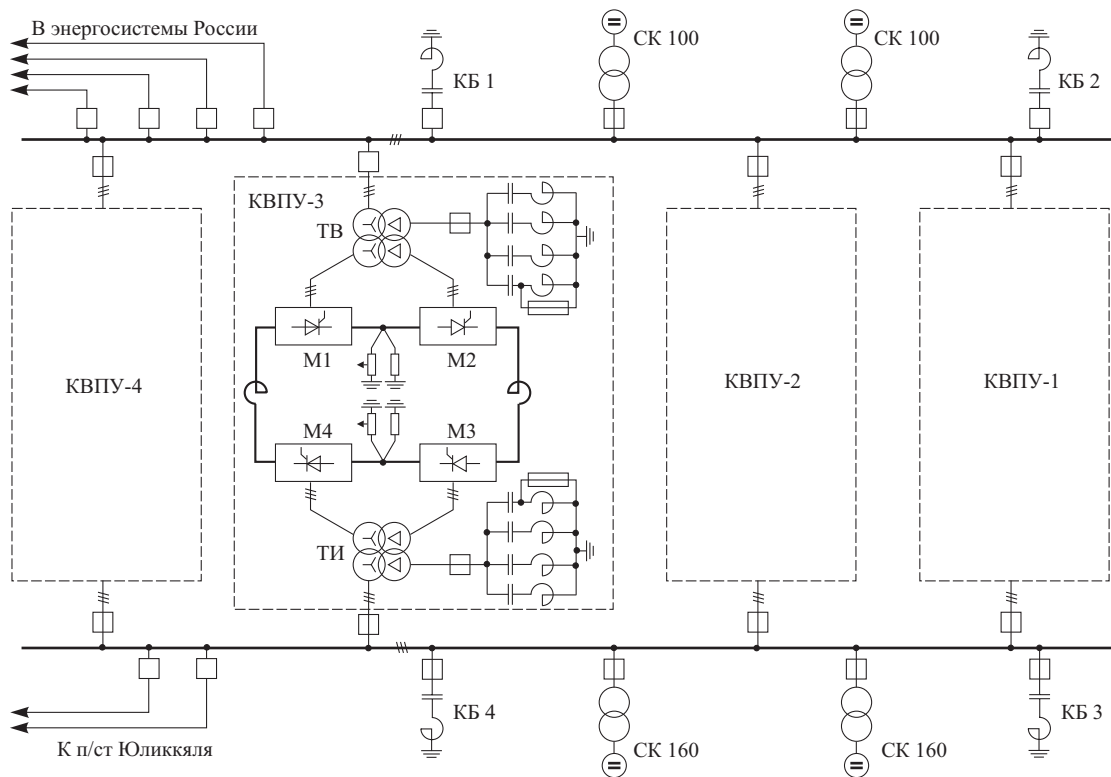 В энергосистемы России
КБ 1
СК 100
СК 100
КБ 2
КВПУ-3
ТВ
М1
М2
КВПУ-4
КВПУ-2
КВПУ-1
М4
М3
ТИ
КБ 4
СК 160
СК 160
КБ 3
К п/ст Юликкяля